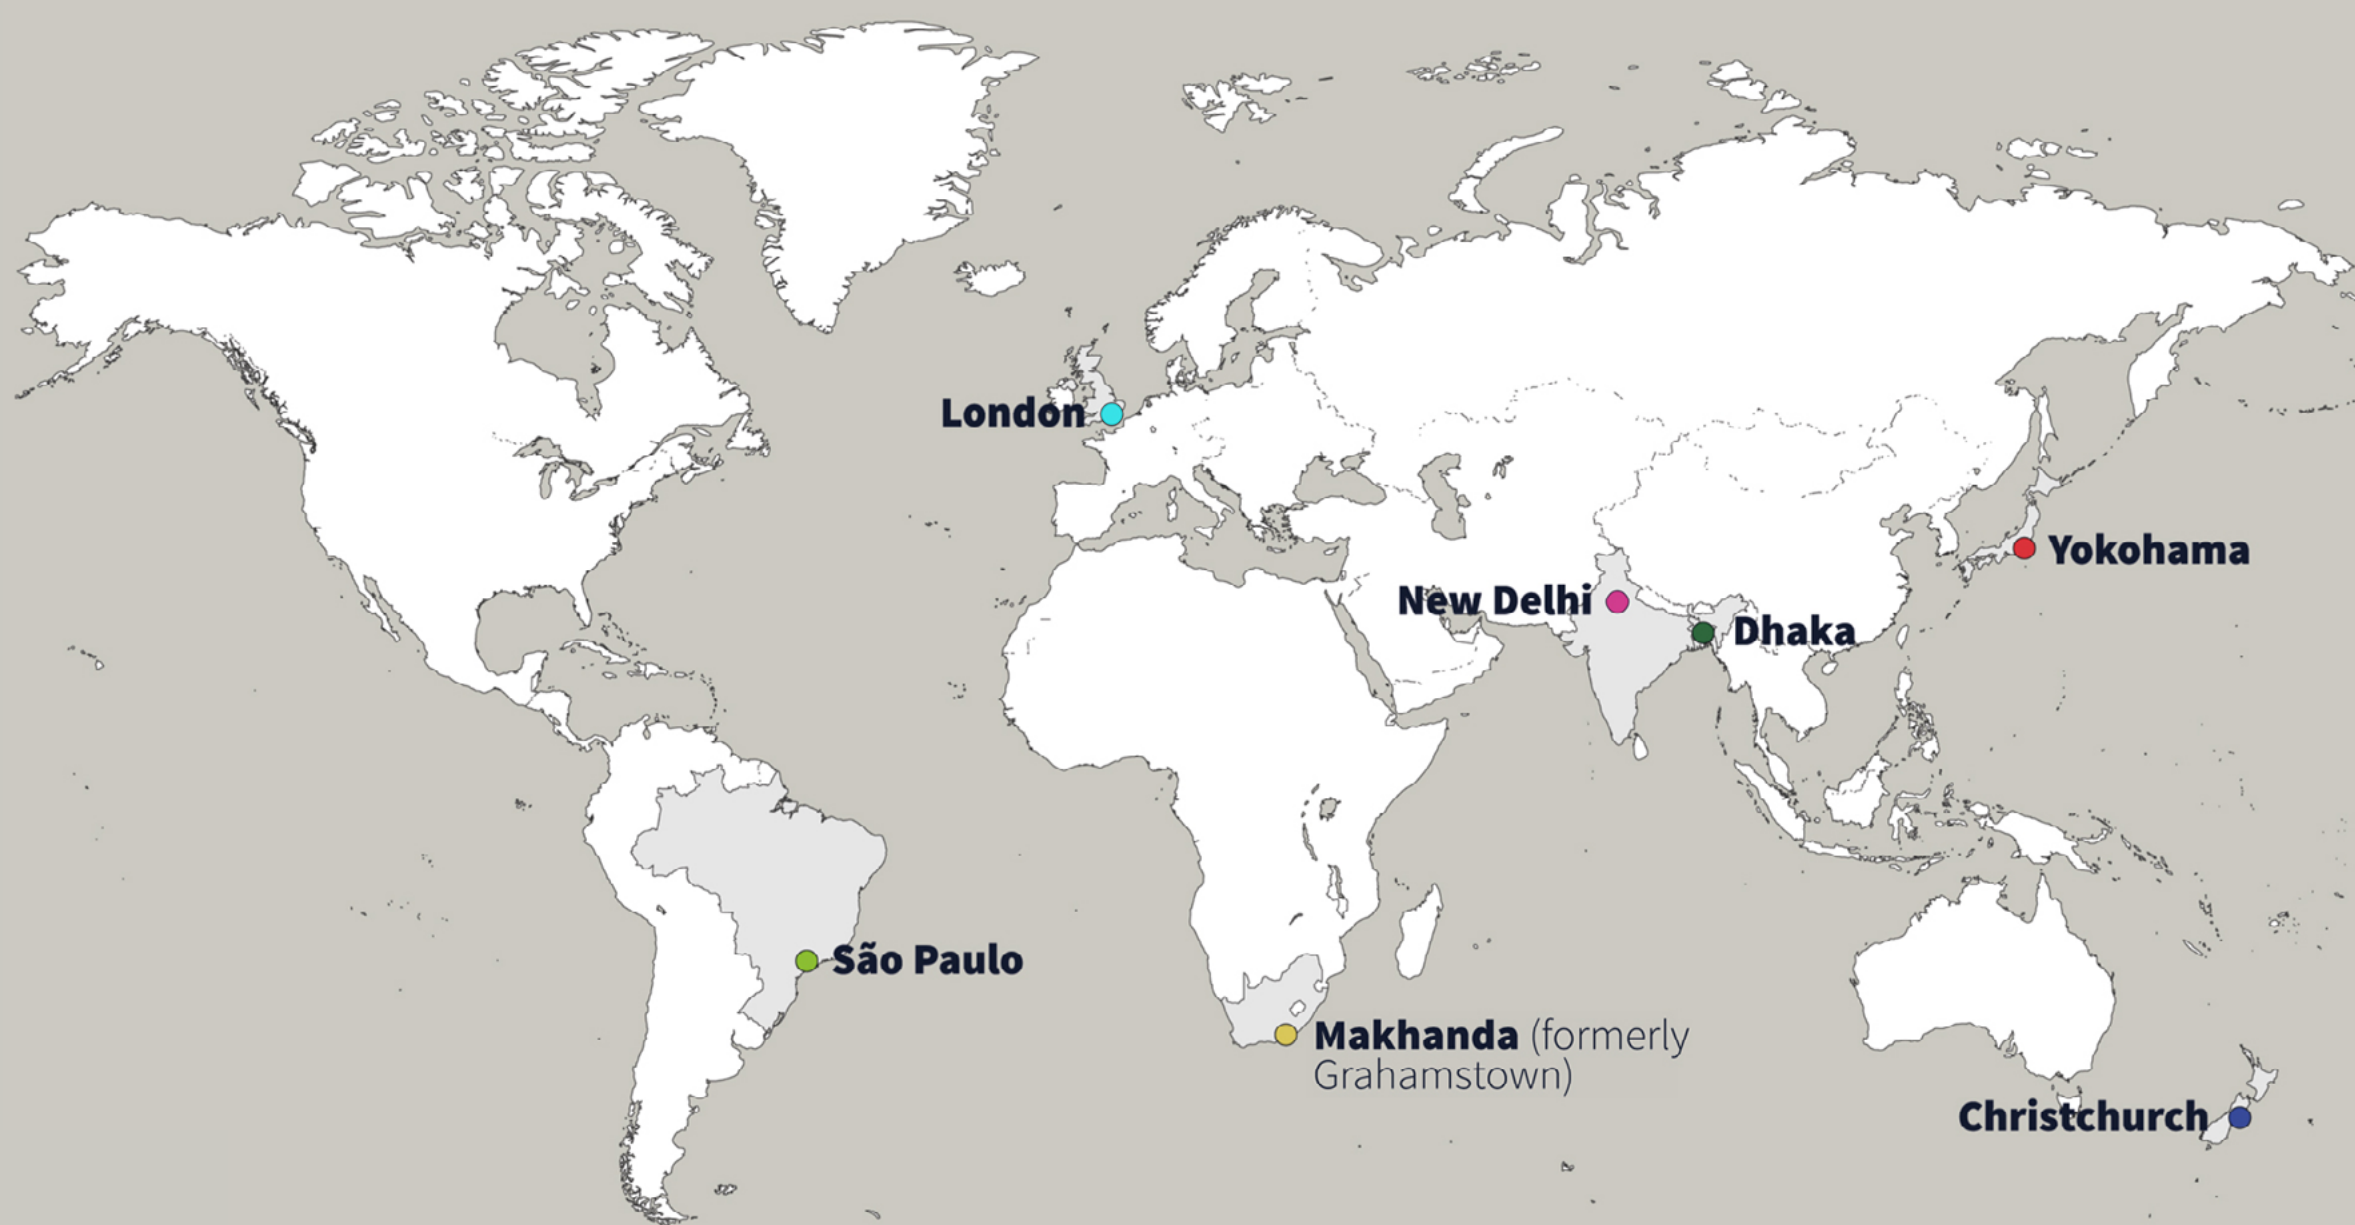 London
Yokohama
New Delhi
Dhaka
São Paulo
Makhanda (formerly
Grahamstown)
Christchurch